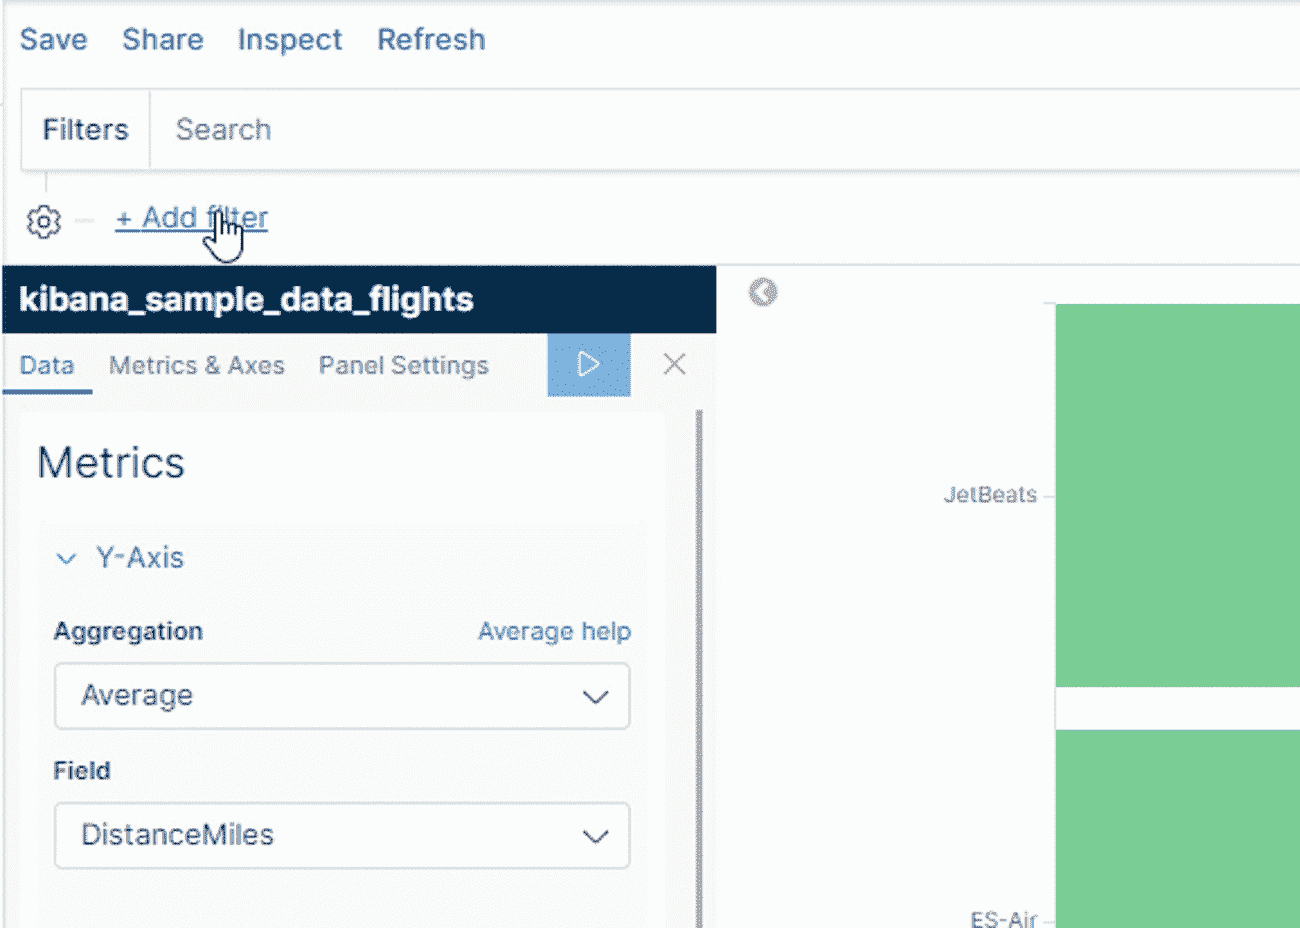 Save Share Inspect Refresh
Filters Search
+ Add filter
kibana_sample_data_flights
Data Metrics & Axes Panel Settings
Metrics
Y-Axis
Aggregation Average help
Average
Field
DistanceMiles
JetBeats
ES-Air